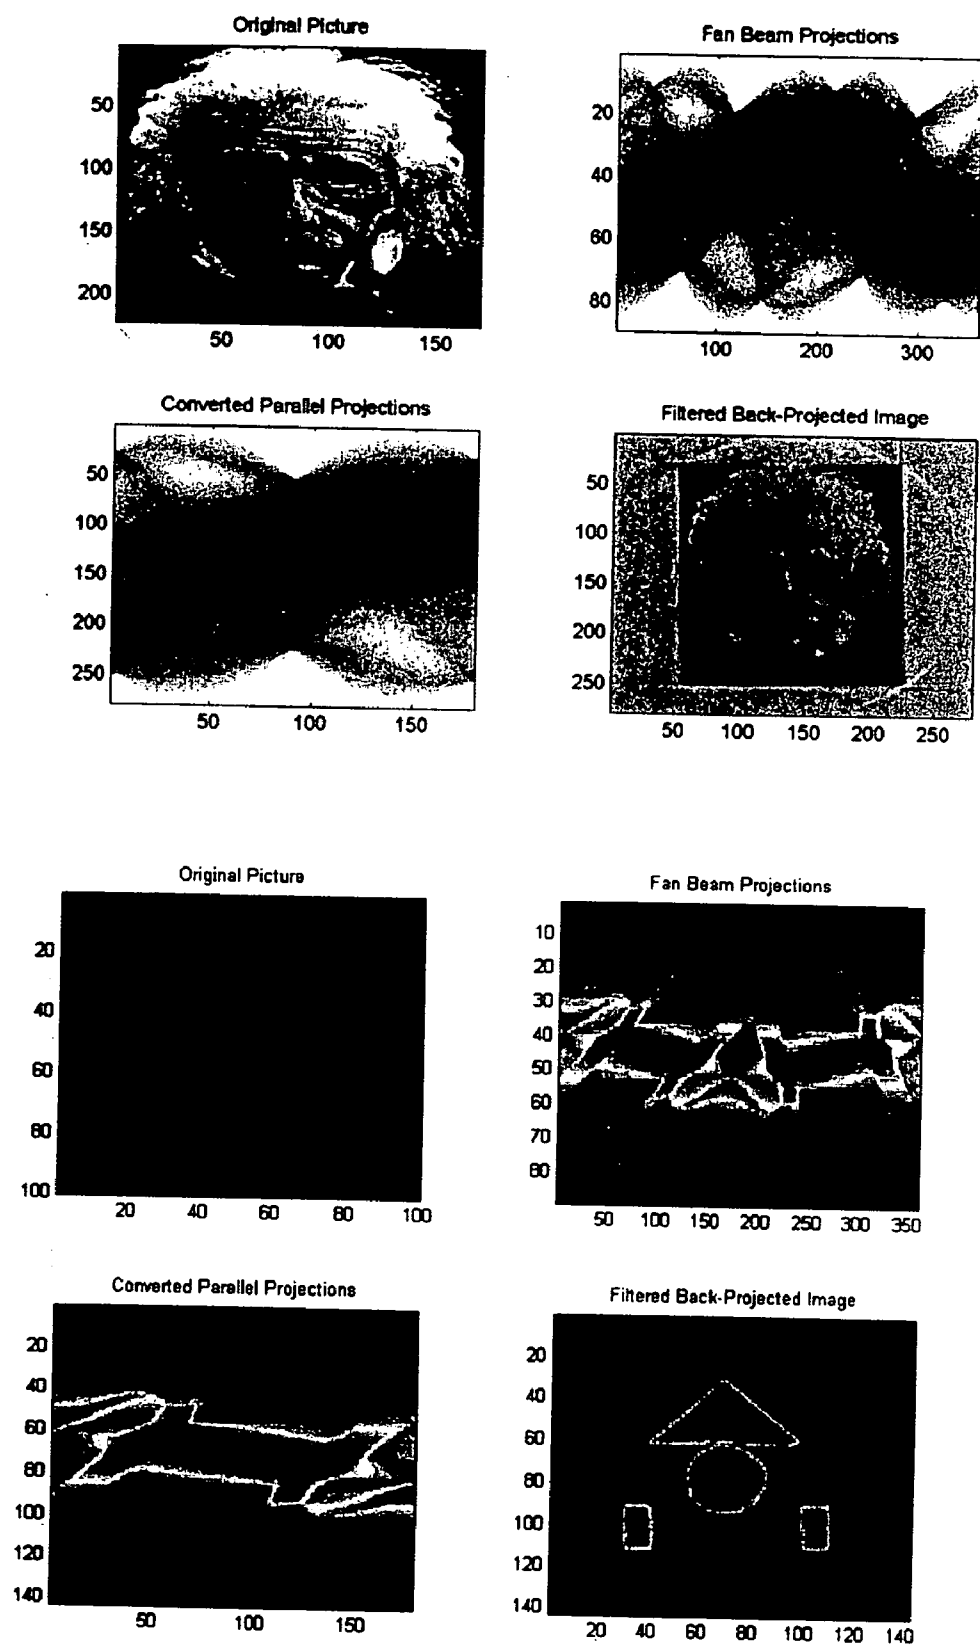 Original Picture
50
100
150
200
50 100 150
Fan Beam Projections
20
40
60
80
100 200 300
Converted Parallel Projections
50
100
150
200
250
50 100 150
Filtered Back-Projected Image
50
100
150
200
250
50 100 150 200 250
Original Picture
20
40
60
80
100
20 40 60 80 100
Fan Beam Projections
10
20
30
40
50
60
70
80
50 100 150 200 250 300 350
Converted Parallel Projections
20
40
60
80
100
120
140
50 100 150
Filtered Back-Projected Image
20
40
60
80
100
120
140
20 40 60 80 100 120 140